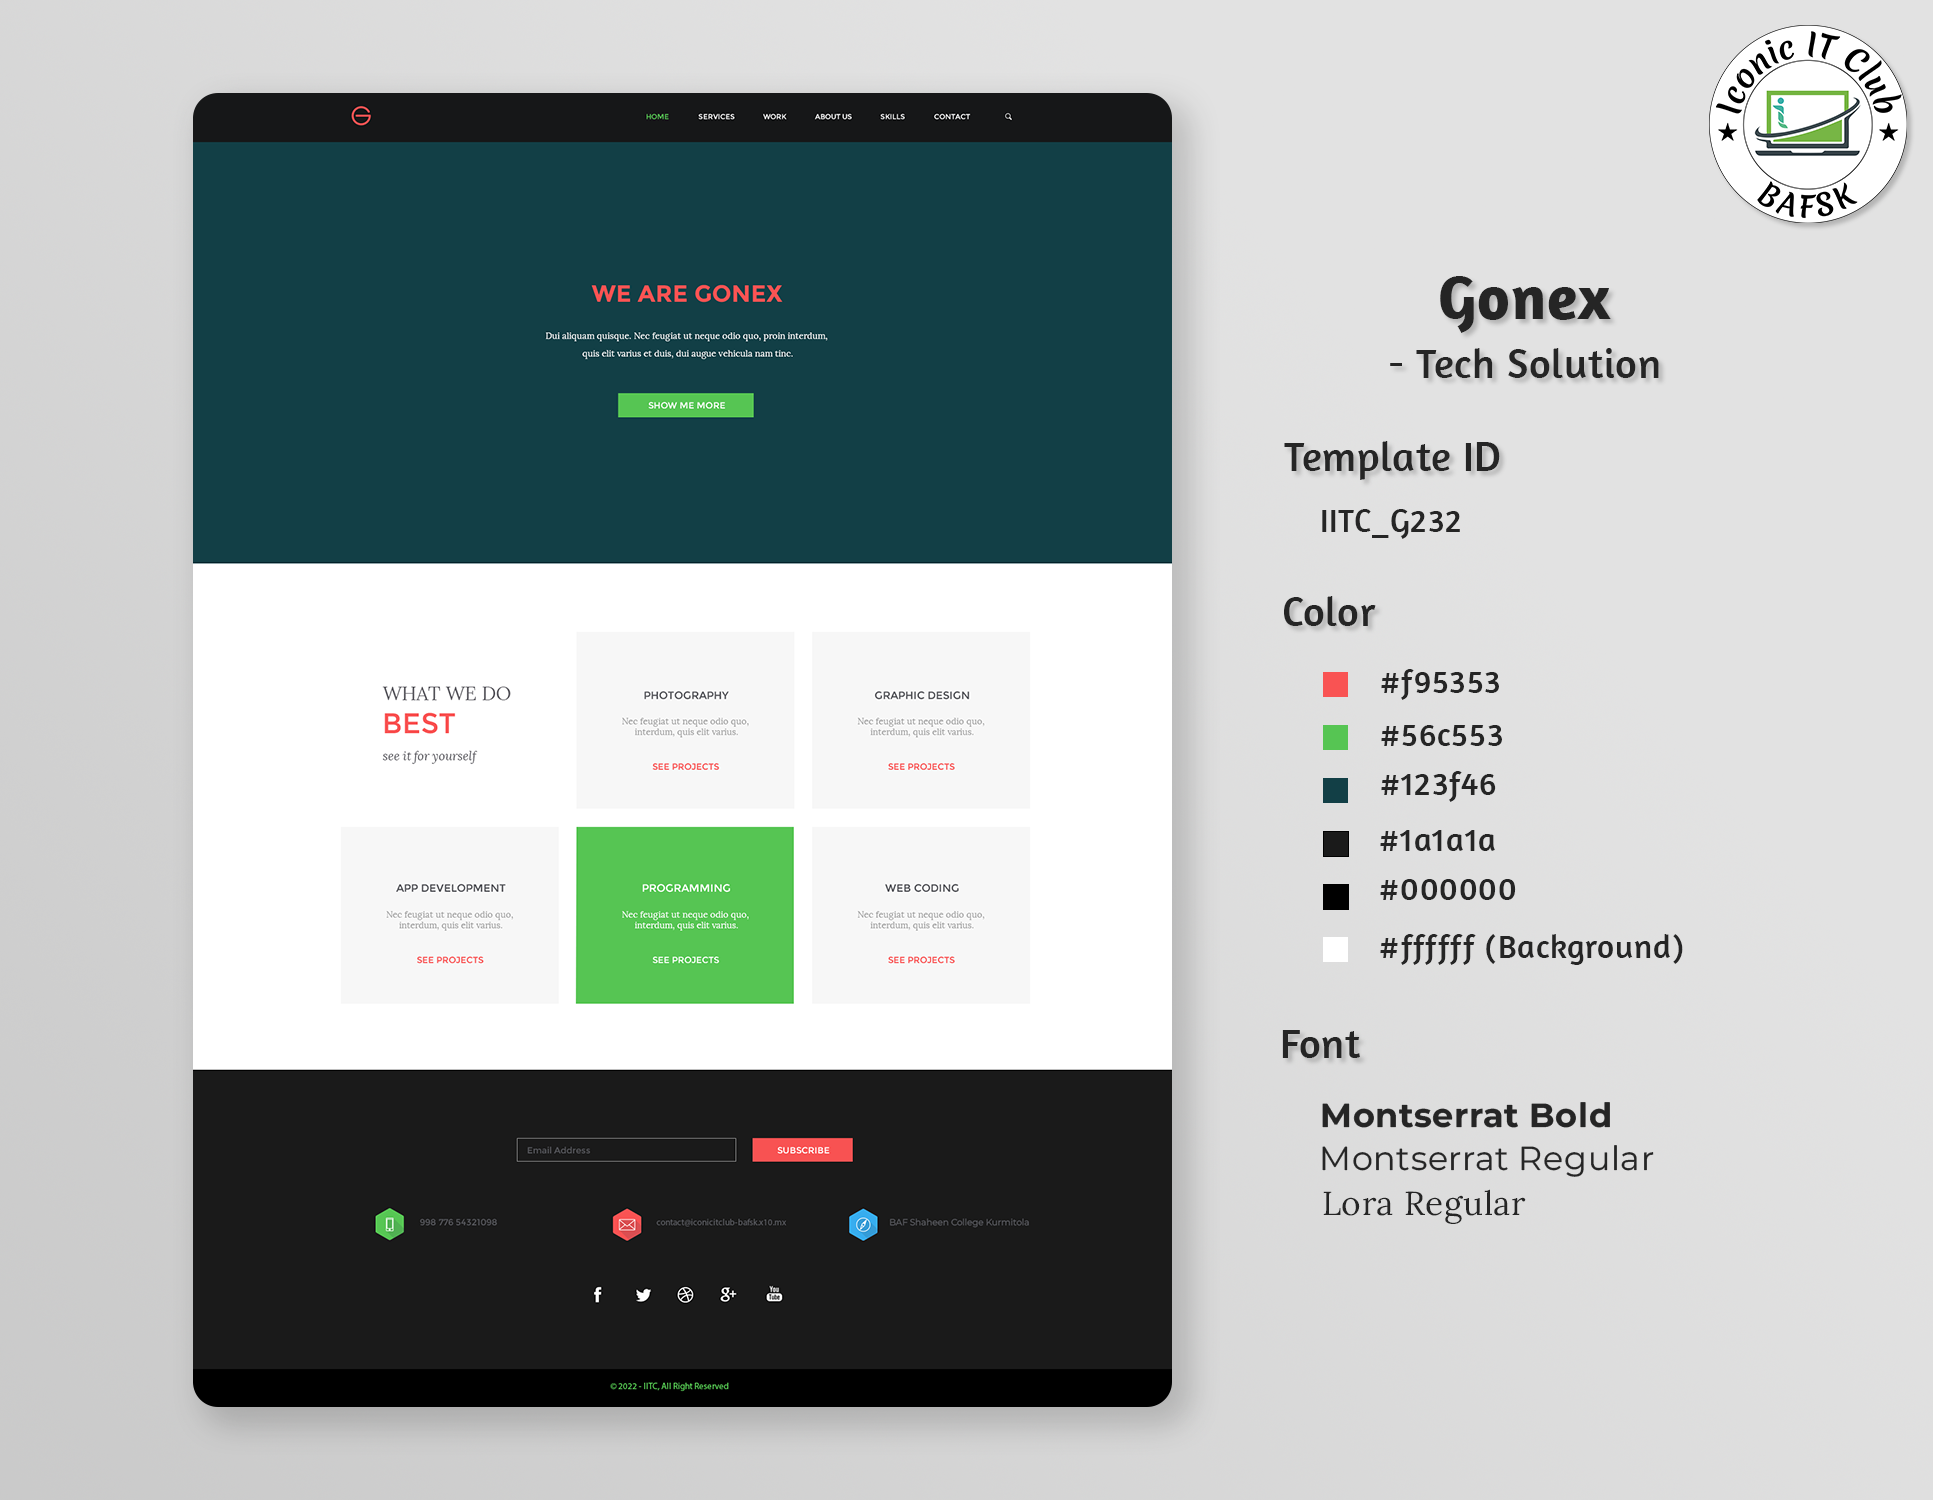 Iconic IT Club
BAFSK
HOME SERVICES WORK ABOUT US SKILLS CONTACT
WE ARE GONEX
Dui aliquam quisque. Nec feugiat ut neque odio quo, proin interdum,
quis elit varius et duis, dui augue vehicula nam tinc.
SHOW ME MORE
WHAT WE DO
BEST
see it for yourself
PHOTOGRAPHY
Nec feugiat ut neque odio quo,
interdum, quis elit varius.
SEE PROJECTS
GRAPHIC DESIGN
Nec feugiat ut neque odio quo,
interdum, quis elit varius.
SEE PROJECTS
APP DEVELOPMENT
Nec feugiat ut neque odio quo,
interdum, quis elit varius.
SEE PROJECTS
PROGRAMMING
Nec feugiat ut neque odio quo,
interdum, quis elit varius.
SEE PROJECTS
WEB CODING
Nec feugiat ut neque odio quo,
interdum, quis elit varius.
SEE PROJECTS
Email Address
SUBSCRIBE
998 776 54321098
contact@iconicitclub-bafsk.x10.mx
BAF Shaheen College Kurmitola
You
Tube
© 2022 - IITC, All Right Reserved
Gonex
- Tech Solution
Template ID
IITC_G232
Color
#f95353
#56c553
#123f46
#1a1a1a
#000000
#ffffff (Background)
Font
Montserrat Bold
Montserrat Regular
Lora Regular